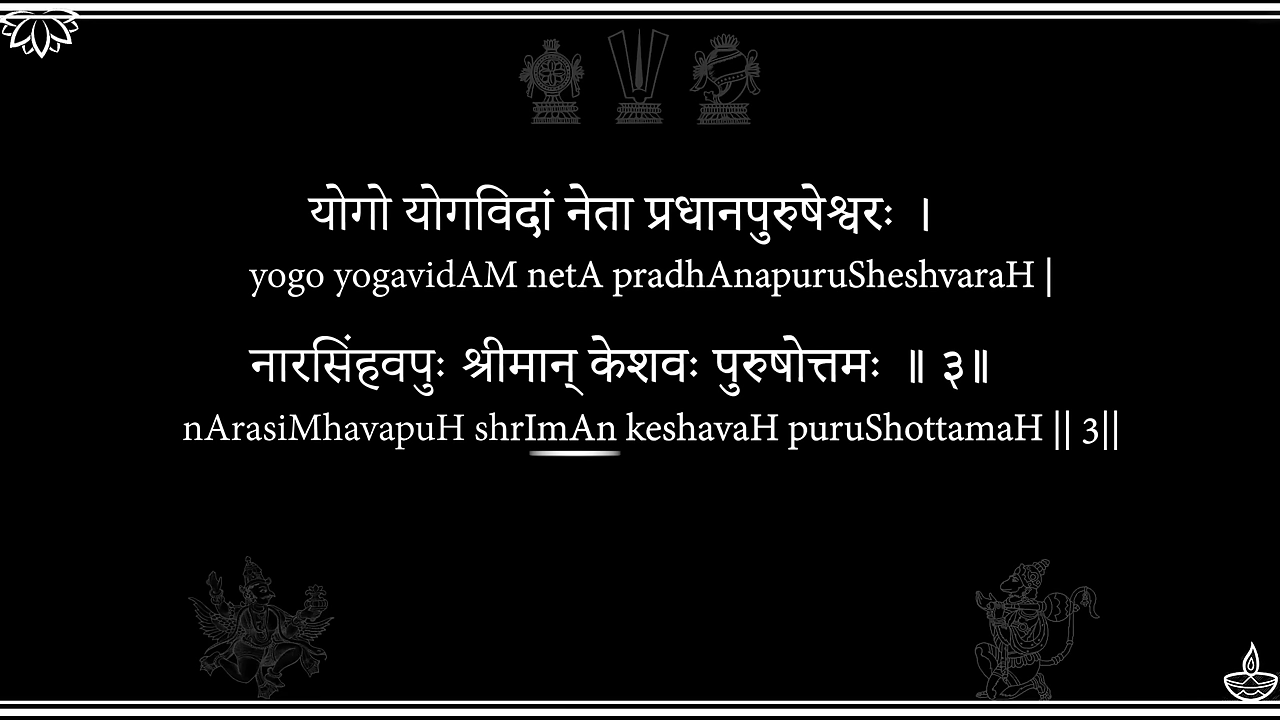 योगो योगविदां नेता प्रधानपुरुषेश्वरः ।
yogo yogavidAM netA pradhAnapuruSheshvaraH |
नारसिंहवपुः श्रीमान् केशवः पुरुषोत्तमः ॥ ३॥
nArasiMhavapuH shrImAn keshavaH puruShottamaH || 3||